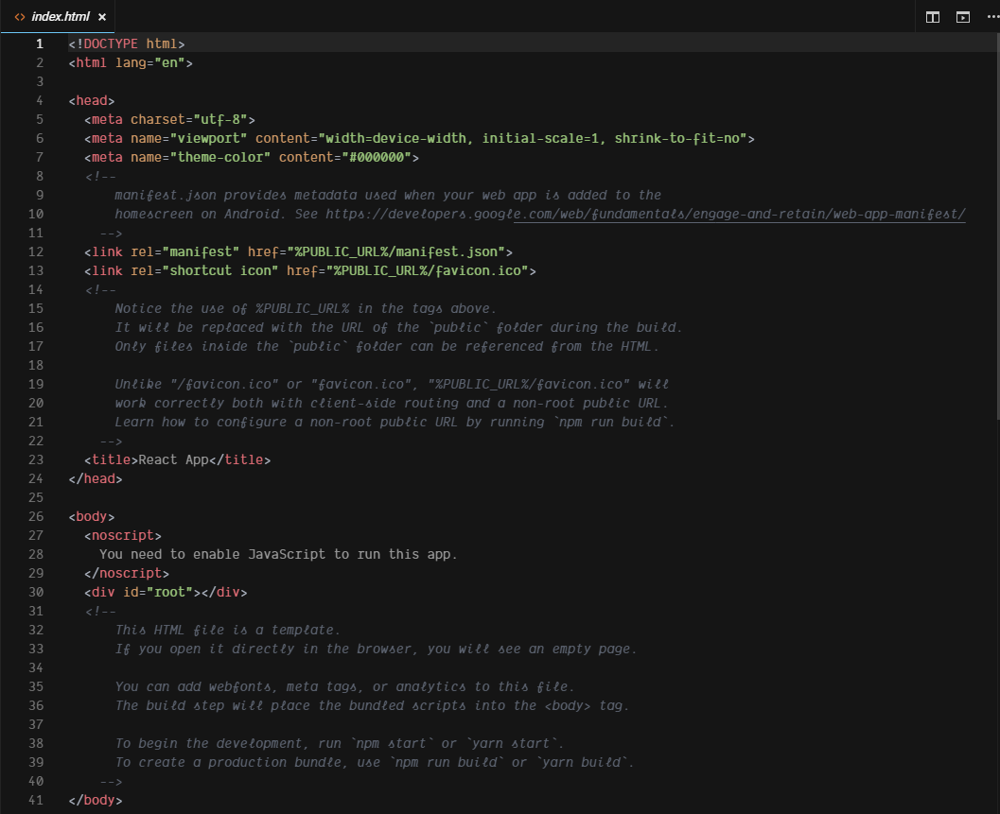 index.html
1 <!DOCTYPE html>
2 <html lang="en">
3
4 <head>
5   <meta charset="utf-8">
6   <meta name="viewport" content="width=device-width, initial-scale=1, shrink-to-fit=no">
7   <meta name="theme-color" content="#000000">
8   <!--
9       manifest.json provides metadata used when your web app is added to the
10       homescreen on Android. See https://developers.google.com/web/fundamentals/engage-and-retain/web-app-manifest/
11     -->
12   <link rel="manifest" href="%PUBLIC_URL%/manifest.json">
13   <link rel="shortcut icon" href="%PUBLIC_URL%/favicon.ico">
14   <!--
15       Notice the use of %PUBLIC_URL% in the tags above.
16       It will be replaced with the URL of the `public` folder during the build.
17       Only files inside the `public` folder can be referenced from the HTML.
18
19       Unlike "/favicon.ico" or "favicon.ico", "%PUBLIC_URL%/favicon.ico" will
20       work correctly both with client-side routing and a non-root public URL.
21       Learn how to configure a non-root public URL by running `npm run build`.
22     -->
23   <title>React App</title>
24 </head>
25
26 <body>
27   <noscript>
28     You need to enable JavaScript to run this app.
29   </noscript>
30   <div id="root"></div>
31   <!--
32       This HTML file is a template.
33       If you open it directly in the browser, you will see an empty page.
34
35       You can add webfonts, meta tags, or analytics to this file.
36       The build step will place the bundled scripts into the <body> tag.
37
38       To begin the development, run `npm start` or `yarn start`.
39       To create a production bundle, use `npm run build` or `yarn build`.
40     -->
41 </body>